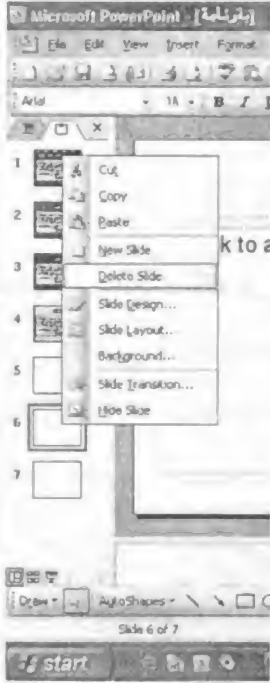 Microsoft PowerPoint - [بانرنامة]
File Edit View Insert Format
Arial 18 B I
1 Cut
Copy
2 Paste
New Slide k to a
3 Delete Slide
Slide Design...
4 Slide Layout...
Background...
5 Slide Transition...
6 Hide Slide
7
Draw AutoShapes
Slide 6 of 7
start